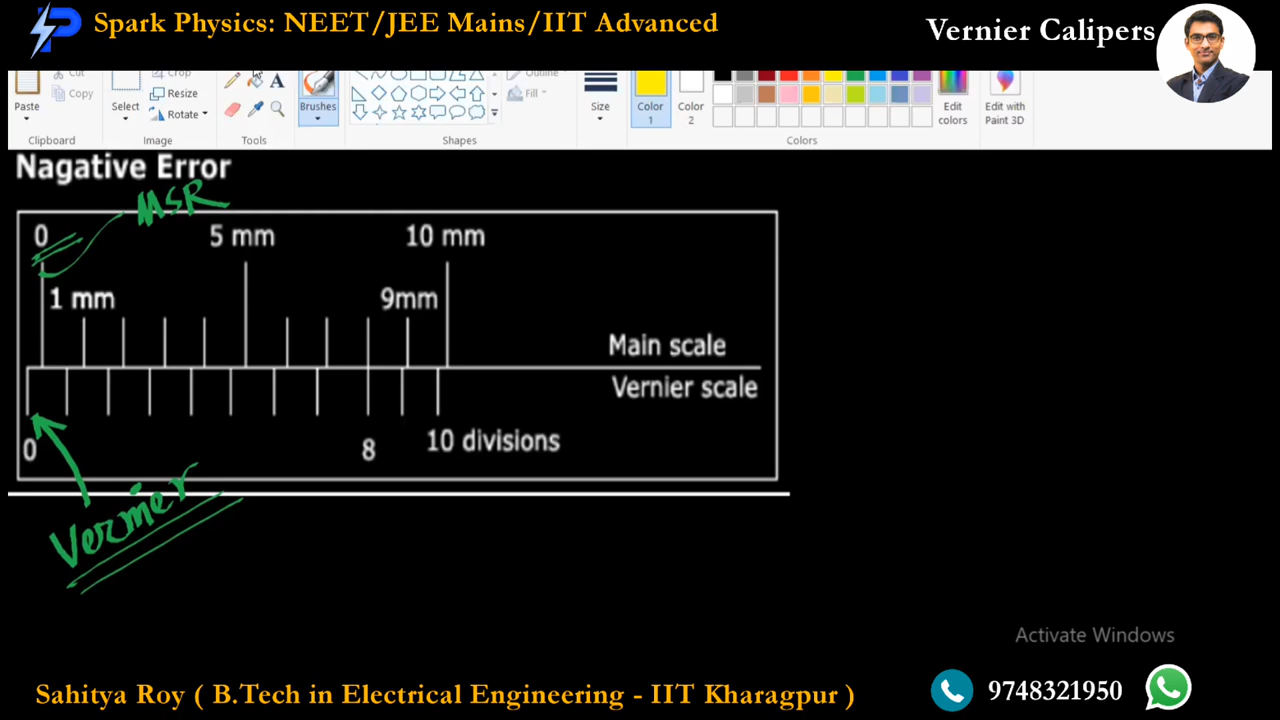 Spark Physics: NEET/JEE Mains/IIT Advanced
Vernier Calipers
Cut
Crop
A
Outline
Paste
Copy
Select
Resize
Rotate
Brushes
Fill
Size
Color
1
Color
2
Edit
colors
Edit with
Paint 3D
Clipboard
Image
Tools
Shapes
Colors
Nagative Error
MSR
0
5 mm
10 mm
1 mm
9mm
Main scale
Vernier scale
0
8
10 divisions
Vernier
Activate Windows
Sahitya Roy ( B.Tech in Electrical Engineering - IIT Kharagpur )
9748321950